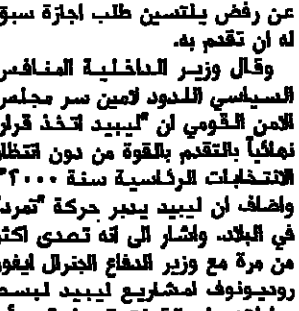 عن رفض يلتسين طلب اجازة سبق
له ان تقدم به.
وقال وزير الداخلية المنافس
السياسي اللدود لامين سر مجلس
الامن القومي ان "ليبيد اتخذ قرارا
نهائياً بالتقدم بالقوة من دون انتظار
الانتخابات الرئاسية سنة ٢٠٠٠"
واضاف ان ليبيد يدير حركة "تمرد"
في البلاد. واشار الى انه تصدى اكثر
من مرة مع وزير الدفاع الجنرال ايغور
روديونوف لمشاريع ليبيد لبسط